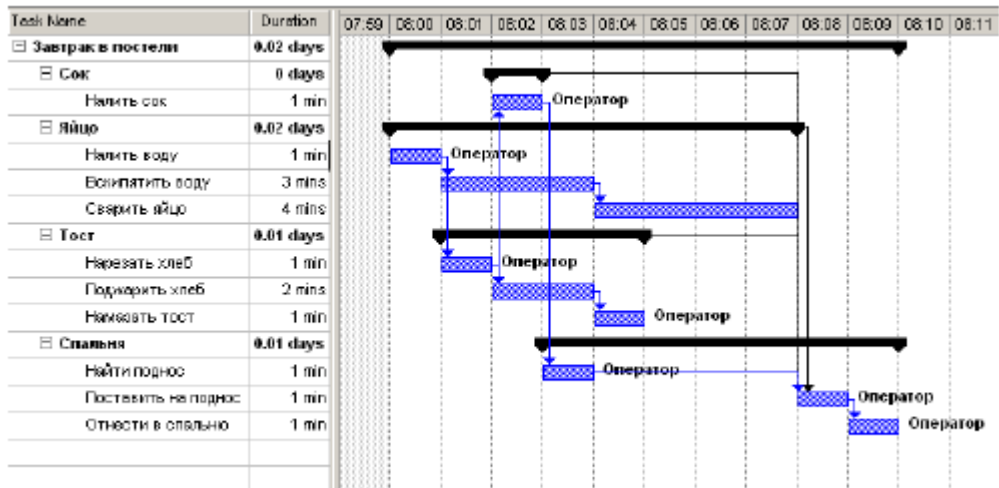 Task Name Duration 07:59 08:00 08:01 08:02 08:03 08:04 08:05 08:06 08:07 08:08 08:09 08:10 08:11
Завтрак в постели 0.02 days
Сок 0 days
Налить сок 1 min Оператор
Яйцо 0.02 days
Налить воду 1 min Оператор
Вскипятить воду 3 mins
Сварить яйцо 4 mins
Тост 0.01 days
Нарезать хлеб 1 min Оператор
Поджарить хлеб 2 mins
Намазать тост 1 min Оператор
Спальня 0.01 days
Найти поднос 1 min Оператор
Поставить на поднос 1 min Оператор
Отнести в спальню 1 min Оператор